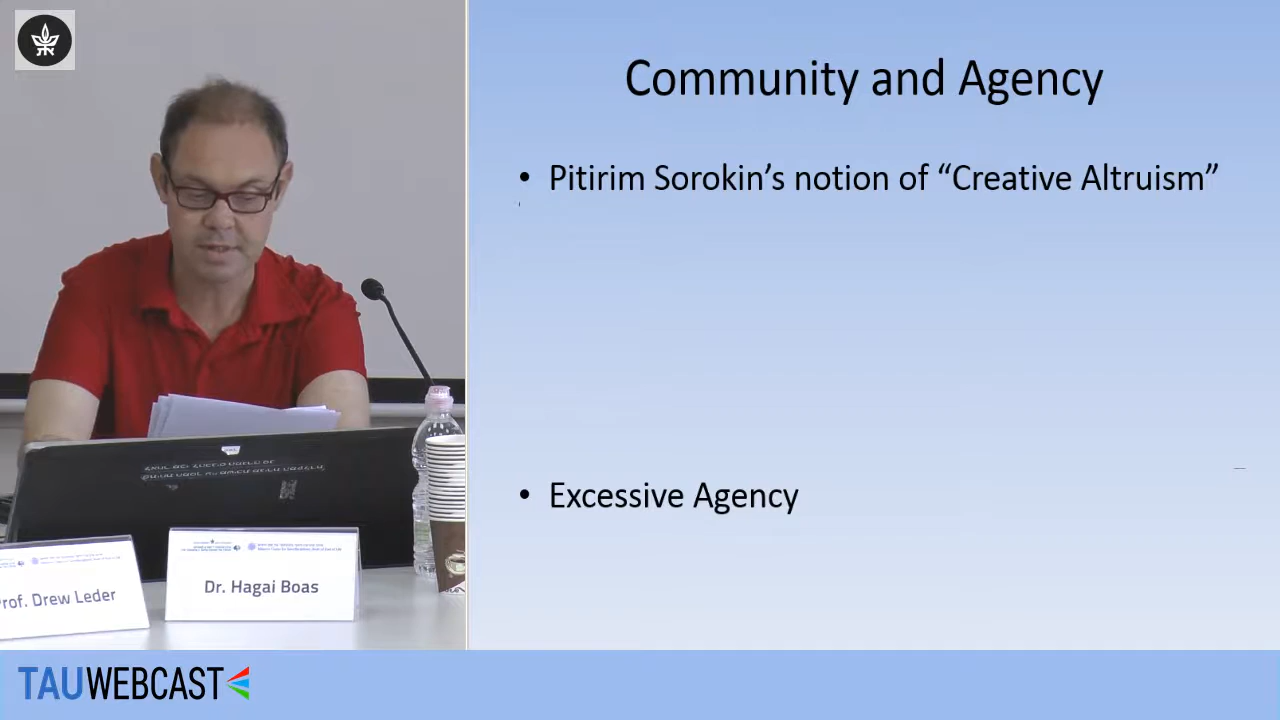 Community and Agency
• Pitirim Sorokin’s notion of “Creative Altruism”
• Excessive Agency
Prof. Drew Leder
Dr. Hagai Boas
TAUWEBCAST